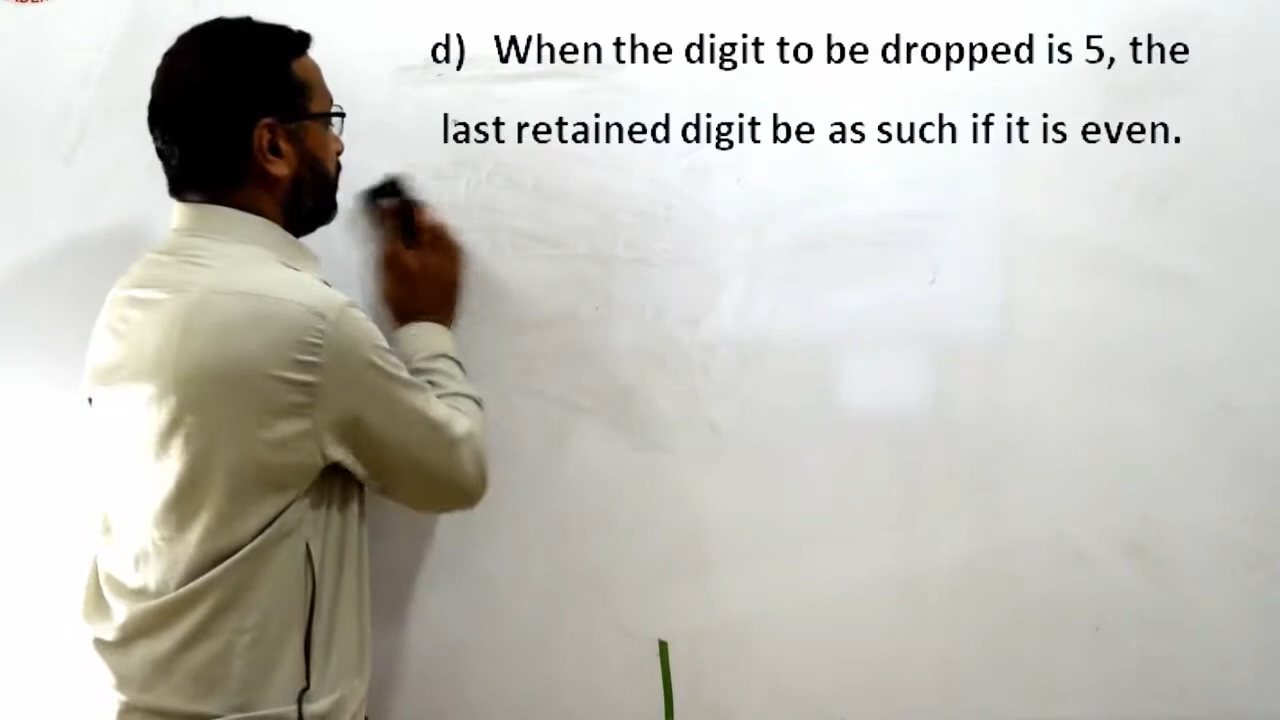 d) When the digit to be dropped is 5, the
last retained digit be as such if it is even.